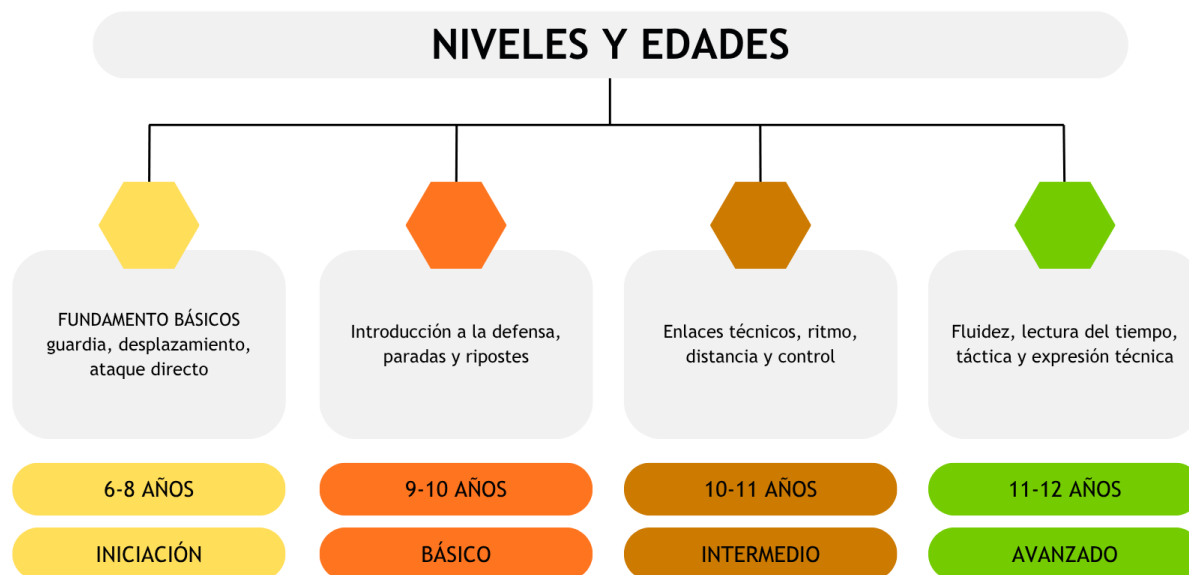 NIVELES Y EDADES
FUNDAMENTO BÁSICOS
guardia, desplazamiento,
ataque directo
Introducción a la defensa,
paradas y ripostes
Enlaces técnicos, ritmo,
distancia y control
Fluidez, lectura del tiempo,
táctica y expresión técnica
6-8 AÑOS
9-10 AÑOS
10-11 AÑOS
11-12 AÑOS
INICIACIÓN
BÁSICO
INTERMEDIO
AVANZADO